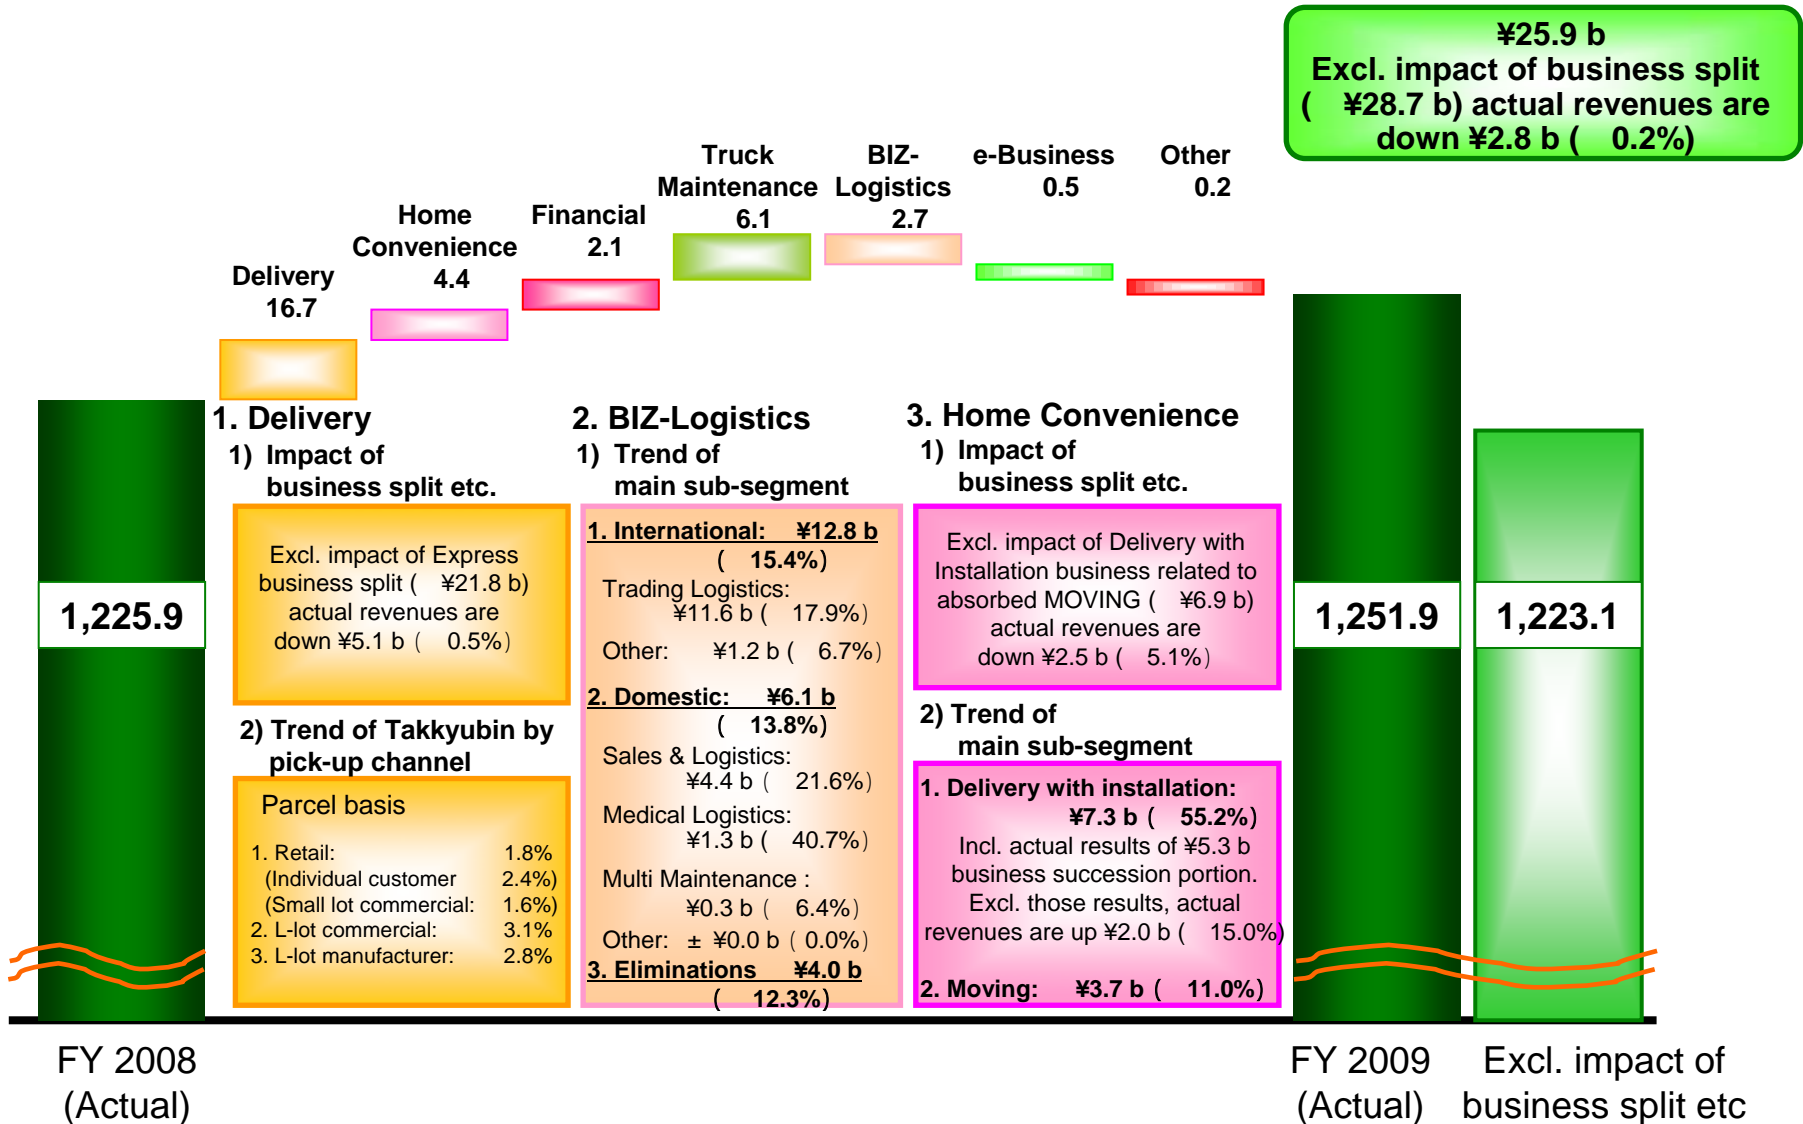 ¥25.9 b
Excl. impact of business split
( ¥28.7 b) actual revenues are
down ¥2.8 b ( 0.2%)
Delivery
16.7
Home
Convenience
4.4
Financial
2.1
Truck
Maintenance
6.1
BIZ-
Logistics
2.7
e-Business
0.5
Other
0.2
1,225.9
1. Delivery
1) Impact of
business split etc.
Excl. impact of Express
business split ( ¥21.8 b)
actual revenues are
down ¥5.1 b ( 0.5%)
2) Trend of Takkyubin by
pick-up channel
Parcel basis
1. Retail: 1.8%
(Individual customer 2.4%)
(Small lot commercial: 1.6%)
2. L-lot commercial: 3.1%
3. L-lot manufacturer: 2.8%
2. BIZ-Logistics
1) Trend of
main sub-segment
1. International: ¥12.8 b
( 15.4%)
Trading Logistics:
¥11.6 b ( 17.9%)
Other: ¥1.2 b ( 6.7%)
2. Domestic: ¥6.1 b
( 13.8%)
Sales & Logistics:
¥4.4 b ( 21.6%)
Medical Logistics:
¥1.3 b ( 40.7%)
Multi Maintenance :
¥0.3 b ( 6.4%)
Other: ± ¥0.0 b ( 0.0%)
3. Eliminations ¥4.0 b
( 12.3%)
3. Home Convenience
1) Impact of
business split etc.
Excl. impact of Delivery with
Installation business related to
absorbed MOVING ( ¥6.9 b)
actual revenues are
down ¥2.5 b ( 5.1%)
2) Trend of
main sub-segment
1. Delivery with installation:
¥7.3 b ( 55.2%)
Incl. actual results of ¥5.3 b
business succession portion.
Excl. those results, actual
revenues are up ¥2.0 b ( 15.0%)
2. Moving: ¥3.7 b ( 11.0%)
1,251.9
1,223.1
FY 2008
(Actual)
FY 2009
(Actual)
Excl. impact of
business split etc